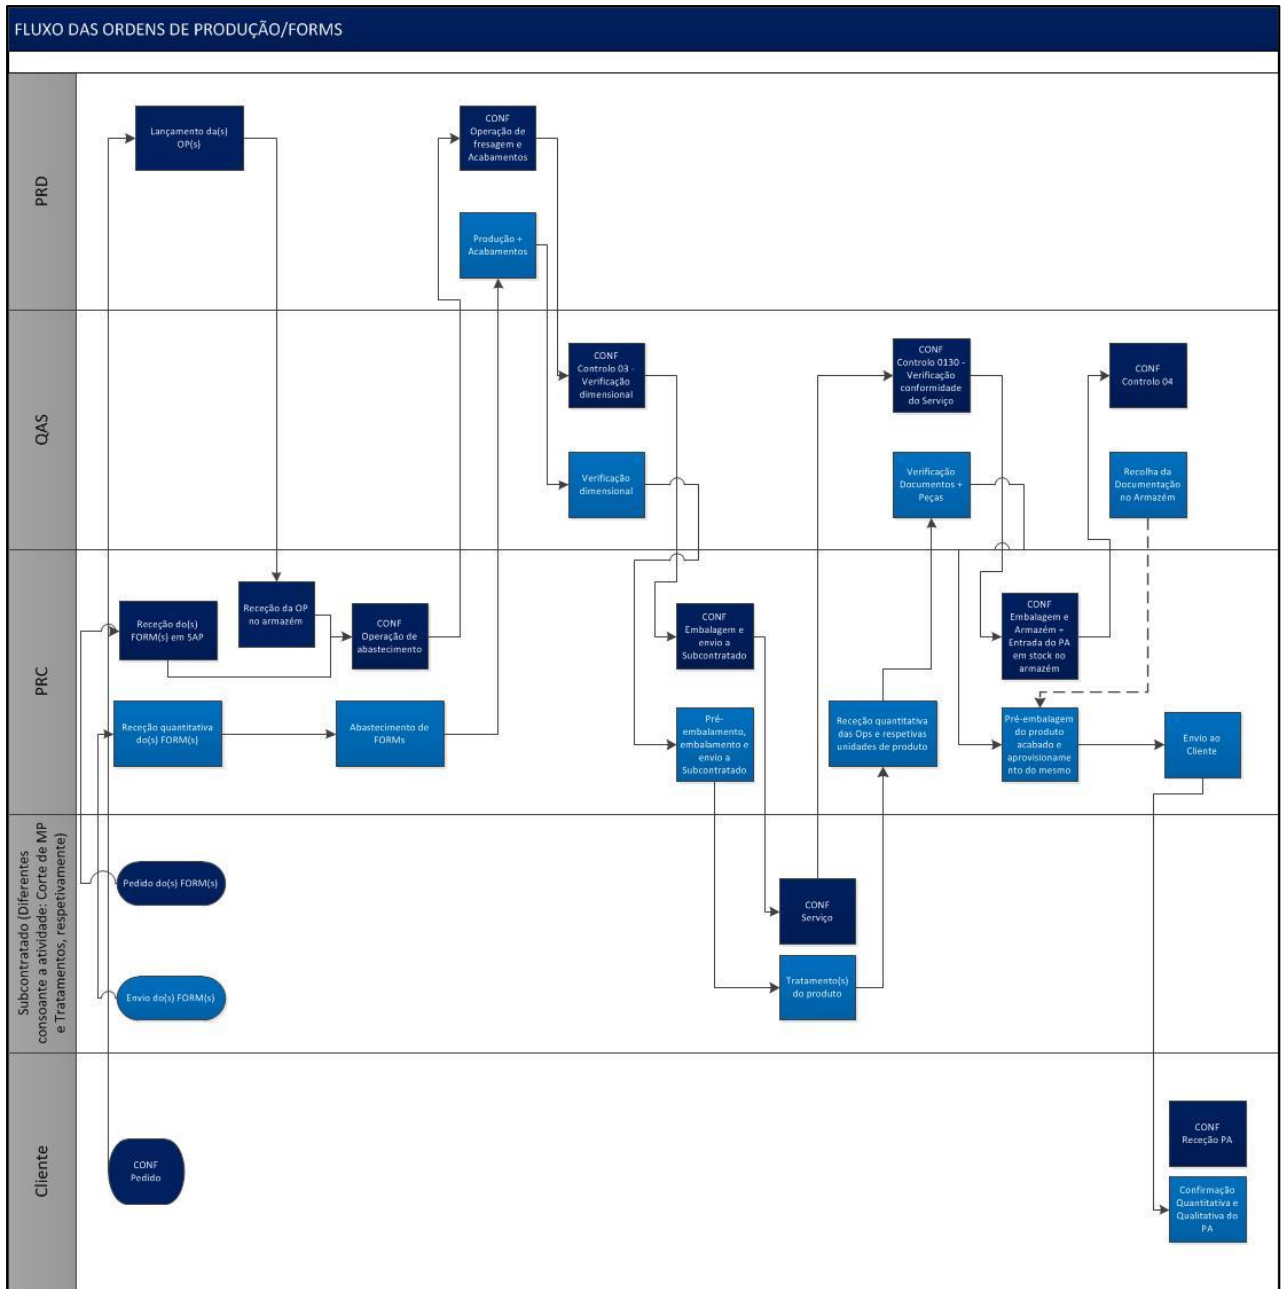 FLUXO DAS ORDENS DE PRODUÇÃO/FORMS
PRD
Lançamento da(s)
OP(s)
CONF
Operação de
fresagem e
Acabamentos
Produção +
Acabamentos
QAS
CONF
Controlo 03 -
Verificação
dimensional
CONF
Controlo 0130 -
Verificação
conformidade
do Serviço
CONF
Controlo 04
Verificação
dimensional
Verificação
Documentos +
Peças
Recolha da
Documentação
no Armazém
PRC
Receção do(s)
FORM(s) em SAP
Receção da OP
no armazém
CONF
Operação de
abastecimento
CONF
Embalagem e
envio a
Subcontratado
CONF
Embalagem e
Armazém +
Entrada do PA
em stock no
armazém
Receção quantitativa
do(s) FORM(s)
Abastecimento de
FORMs
Pré-
embalamento,
embalamento e
envio a
Subcontratado
Receção quantitativa
das Ops e respetivas
unidades de produto
Pré-embalagem
do produto
acabado e
aprovisioname
nto do mesmo
Envio ao
Cliente
Subcontratado (Diferentes
consoante a atividade: Corte de MP
e Tratamentos, respetivamente)
Pedido do(s) FORM(s)
CONF
Serviço
Envio do(s) FORM(s)
Tratamento(s)
do produto
Cliente
CONF
Pedido
CONF
Receção PA
Confirmação
Quantitativa e
Qualitativa do
PA